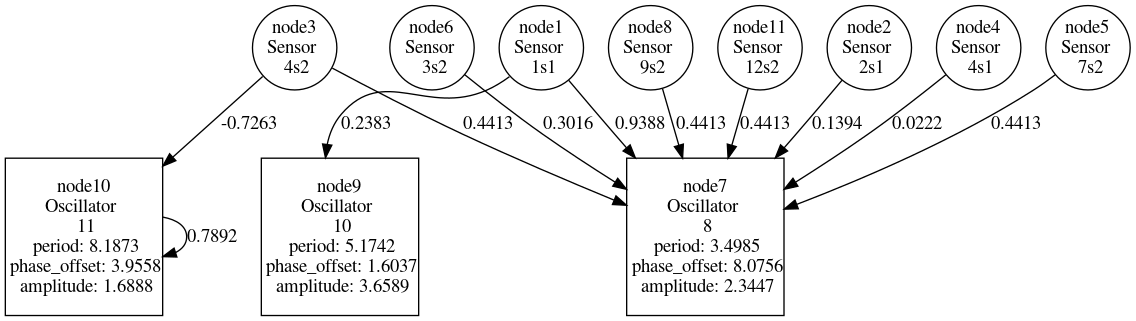 node3
Sensor
4s2
node6
Sensor
3s2
node1
Sensor
1s1
node8
Sensor
9s2
node11
Sensor
12s2
node2
Sensor
2s1
node4
Sensor
4s1
node5
Sensor
7s2
-0.7263
0.2383
0.4413
0.3016
0.9388
0.4413
0.4413
0.1394
0.0222
0.4413
node10
Oscillator
11
period: 8.1873
phase_offset: 3.9558
amplitude: 1.6888
0.7892
node9
Oscillator
10
period: 5.1742
phase_offset: 1.6037
amplitude: 3.6589
node7
Oscillator
8
period: 3.4985
phase_offset: 8.0756
amplitude: 2.3447